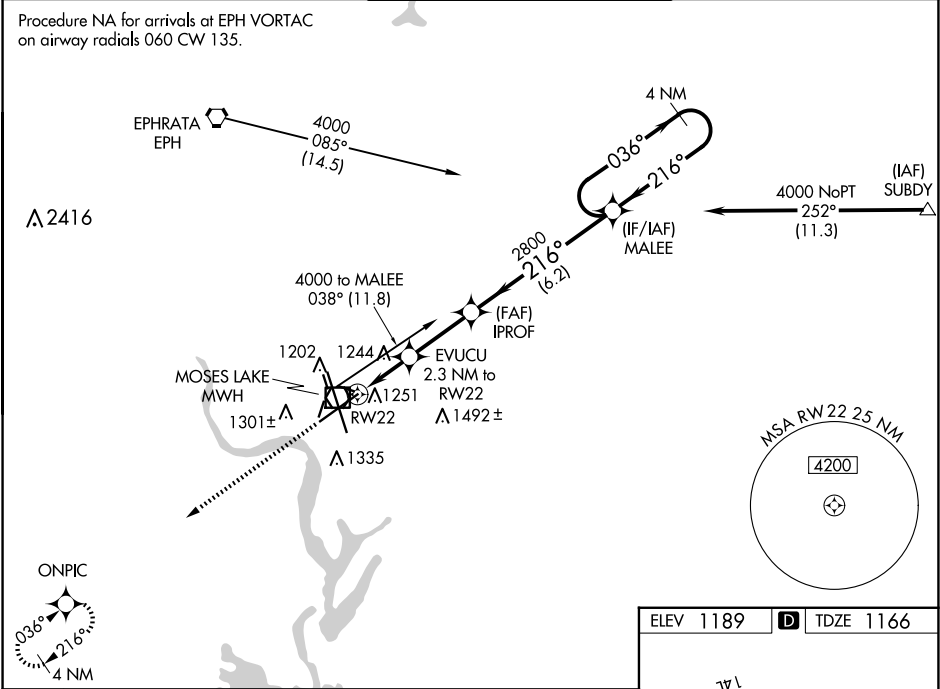 Procedure NA for arrivals at EPH VORTAC
on airway radials 060 CW 135.
EPHRATA
EPH
4000
085°
(14.5)
4 NM
036°
216°
(IAF)
SUBDY
4000 NoPT
252°
(11.3)
2416
(IF/IAF)
MALEE
2800
216°
(6.2)
4000 to MALEE
038° (11.8)
(FAF)
IPROF
1202
1244
EVUCU
2.3 NM to
RW22
MOSES LAKE
MWH
1251
RW22
1301±
1492±
1335
MSA RW 22 25 NM
4200
ONPIC
036°
216°
4 NM
ELEV 1189 D TDZE 1166
14L